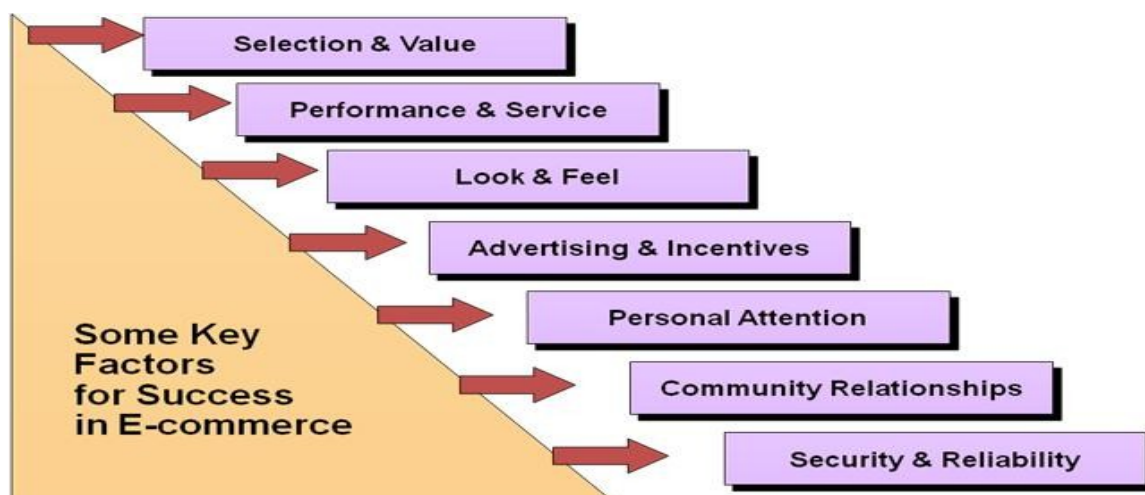 Selection & Value
Performance & Service
Look & Feel
Advertising & Incentives
Personal Attention
Community Relationships
Security & Reliability
Some Key
Factors
for Success
in E-commerce